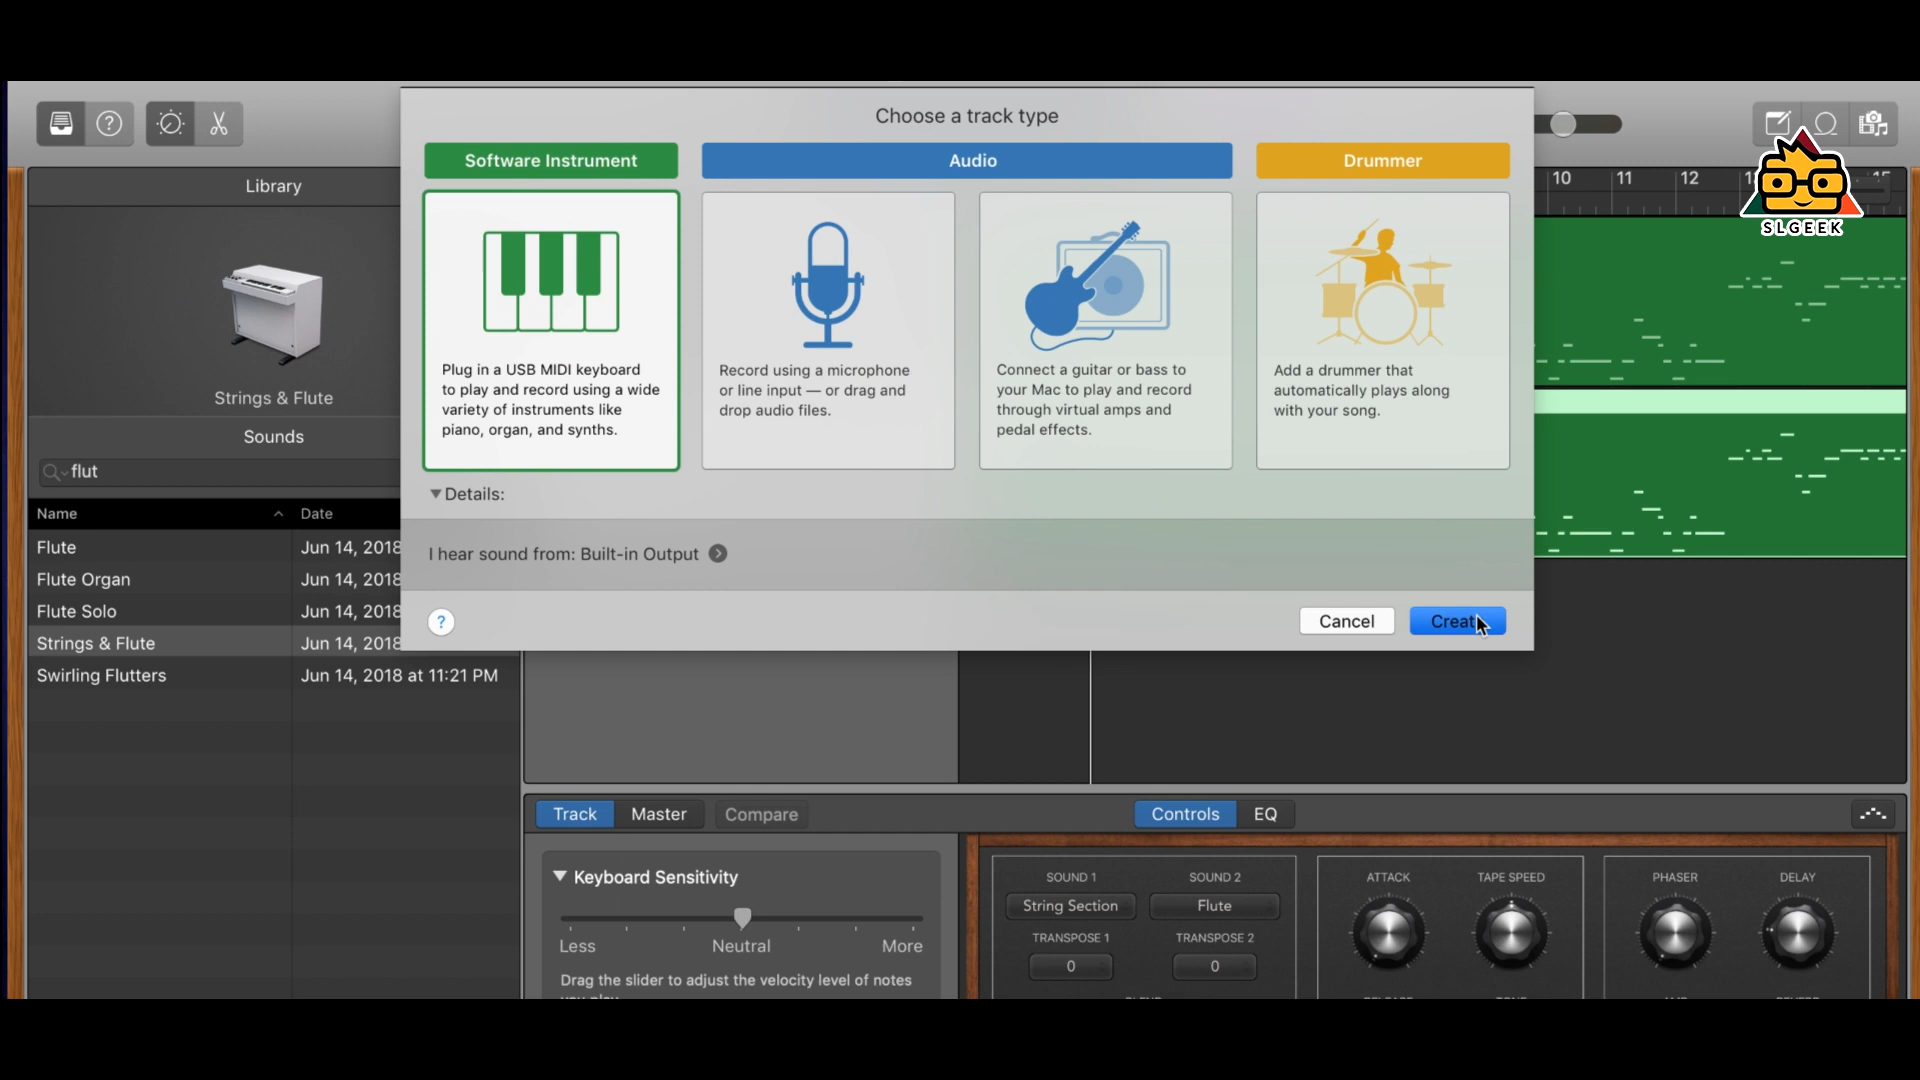 Choose a track type
Software Instrument
Audio
Drummer
Plug in a USB MIDI keyboard
to play and record using a wide
variety of instruments like
piano, organ, and synths.
Record using a microphone
or line input — or drag and
drop audio files.
Connect a guitar or bass to
your Mac to play and record
through virtual amps and
pedal effects.
Add a drummer that
automatically plays along
with your song.
Details:
I hear sound from: Built-in Output
?
Cancel
Creat
Library
Strings & Flute
Sounds
flut
Name
Date
Flute
Jun 14, 2018
Flute Organ
Jun 14, 2018
Flute Solo
Jun 14, 2018
Strings & Flute
Jun 14, 2018
Swirling Flutters
Jun 14, 2018 at 11:21 PM
10
11
12
SLGEEK
Track
Master
Compare
Controls
EQ
Keyboard Sensitivity
Less
Neutral
More
Drag the slider to adjust the velocity level of notes
SOUND 1
SOUND 2
String Section
Flute
TRANSPOSE 1
TRANSPOSE 2
0
0
ATTACK
TAPE SPEED
PHASER
DELAY